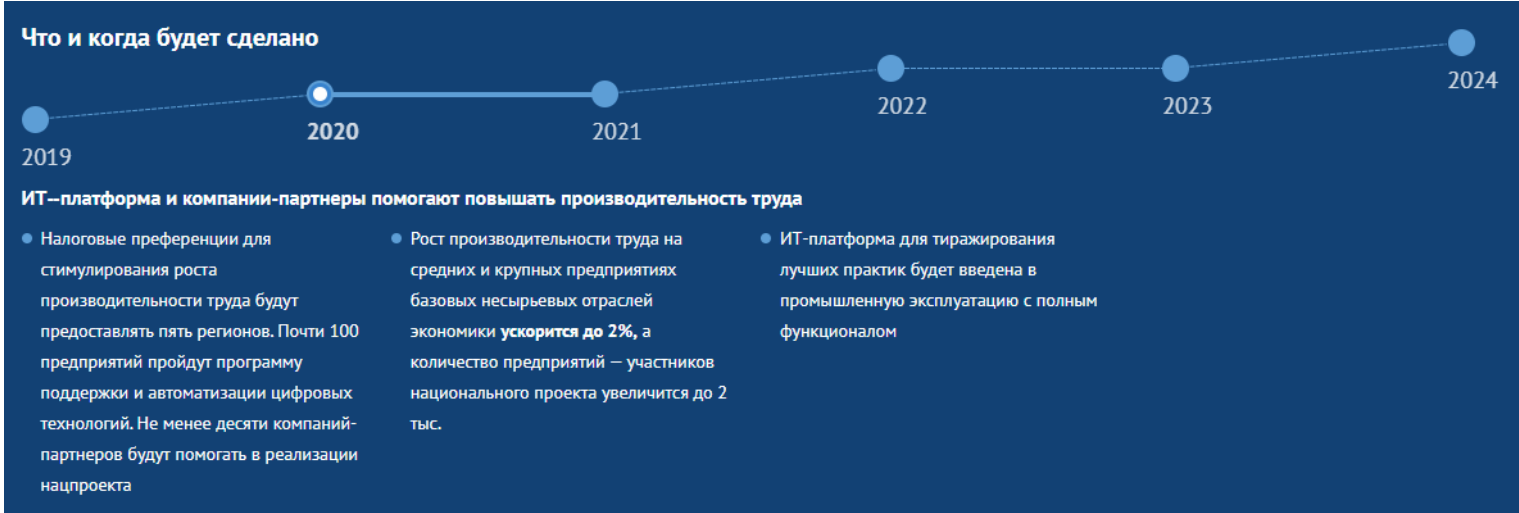 Что и когда будет сделано
2019
2020
2021
2022
2023
2024
ИТ--платформа и компании-партнеры помогают повышать производительность труда
Налоговые преференции для
стимулирования роста
производительности труда будут
предоставлять пять регионов. Почти 100
предприятий пройдут программу
поддержки и автоматизации цифровых
технологий. Не менее десяти компаний-
партнеров будут помогать в реализации
нацпроекта
Рост производительности труда на
средних и крупных предприятиях
базовых несырьевых отраслей
экономики ускорится до 2%, а
количество предприятий — участников
национального проекта увеличится до 2
тыс.
ИТ-платформа для тиражирования
лучших практик будет введена в
промышленную эксплуатацию с полным
функционалом